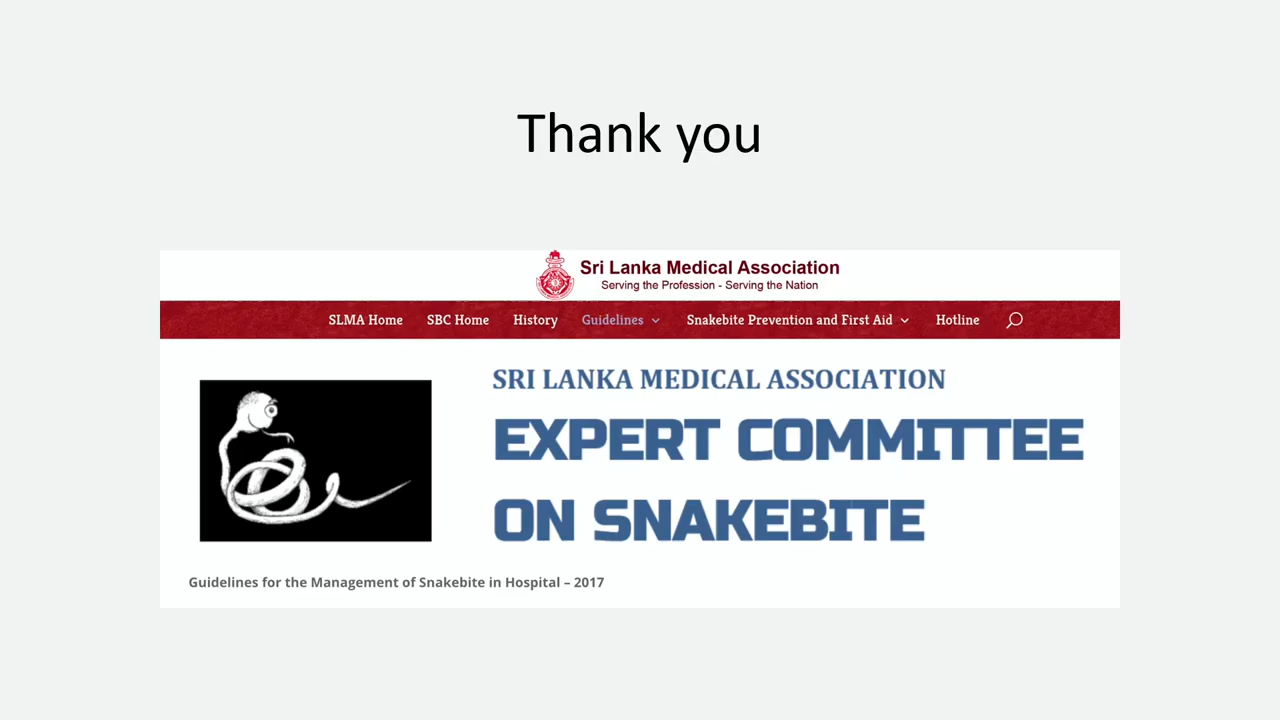 Thank you
Sri Lanka Medical Association
Serving the Profession - Serving the Nation
SLMA Home SBC Home History Guidelines Snakebite Prevention and First Aid Hotline
SRI LANKA MEDICAL ASSOCIATION
EXPERT COMMITTEE
ON SNAKEBITE
Guidelines for the Management of Snakebite in Hospital – 2017